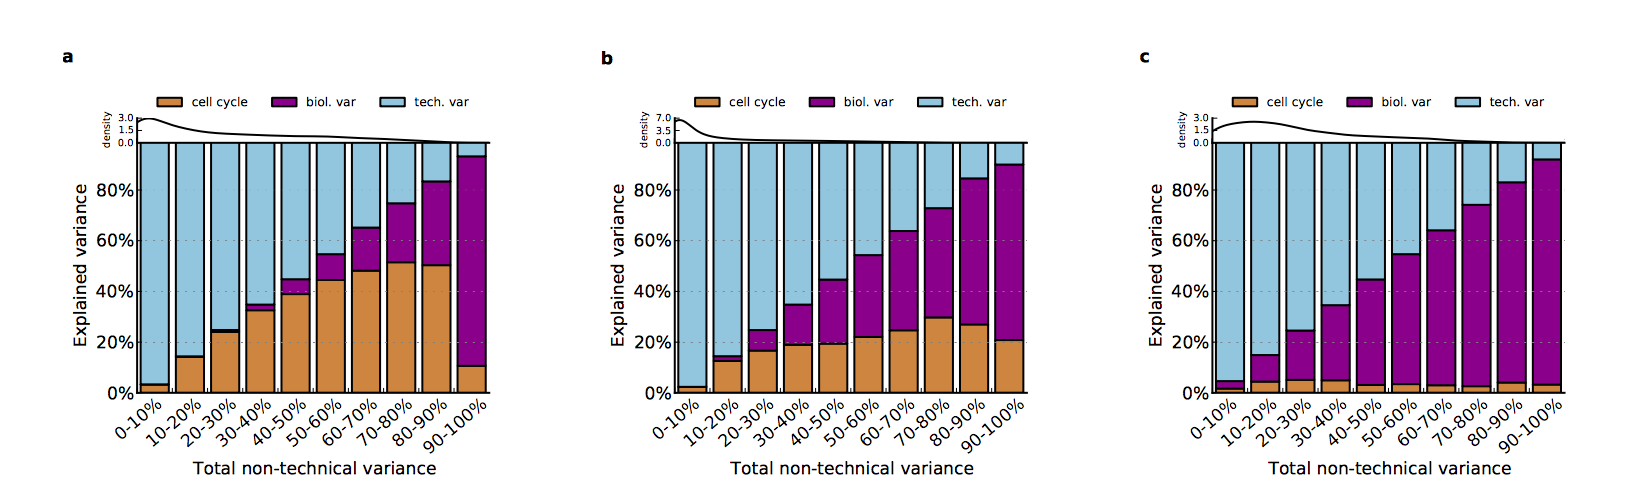 a
cell cycle biol. var tech. var
density
3.0
1.5
0.0
Explained variance
80%
60%
40%
20%
0%
0-10% 10-20% 20-30% 30-40% 40-50% 50-60% 60-70% 70-80% 80-90% 90-100%
Total non-technical variance
b
cell cycle biol. var tech. var
density
7.0
3.5
0.0
Explained variance
80%
60%
40%
20%
0%
0-10% 10-20% 20-30% 30-40% 40-50% 50-60% 60-70% 70-80% 80-90% 90-100%
Total non-technical variance
c
cell cycle biol. var tech. var
density
3.0
1.5
0.0
Explained variance
80%
60%
40%
20%
0%
0-10% 10-20% 20-30% 30-40% 40-50% 50-60% 60-70% 70-80% 80-90% 90-100%
Total non-technical variance